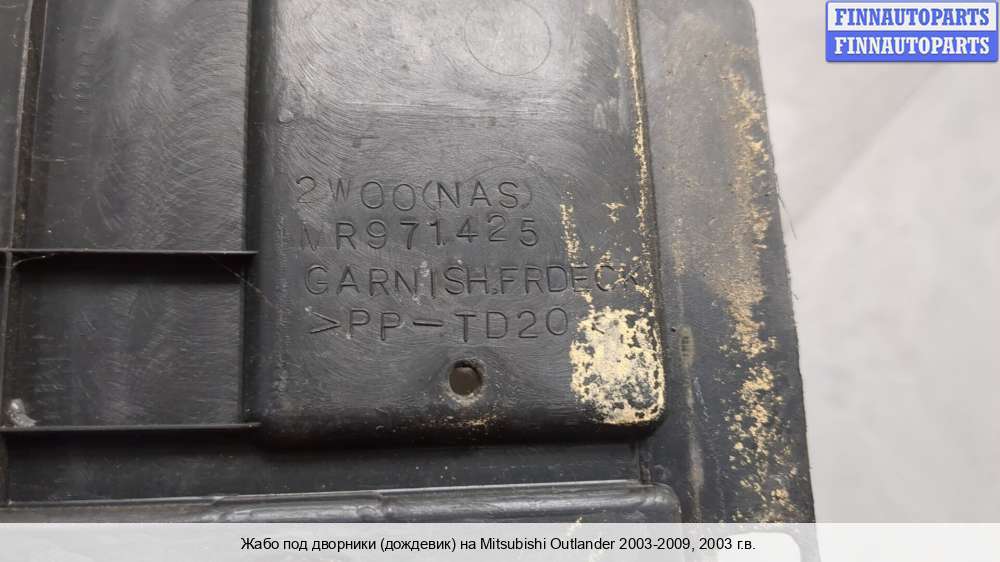 FINNAUTOPARTS
FINNAUTOPARTS
2W00(NAS)
MR971425
GARNISH.FRDECK
>PP-TD20
Жабо под дворники (дождевик) на Mitsubishi Outlander 2003-2009, 2003 г.в.